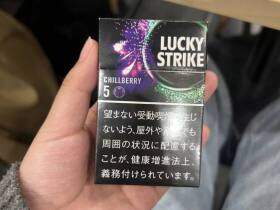 LUCKY
STRIKE
CHILLBERRY
5
望まない受動喫煙が生じ
ないよう、屋外や家庭でも
周囲の状況に配慮する
ことが、健康増進法上、
義務付けられています。